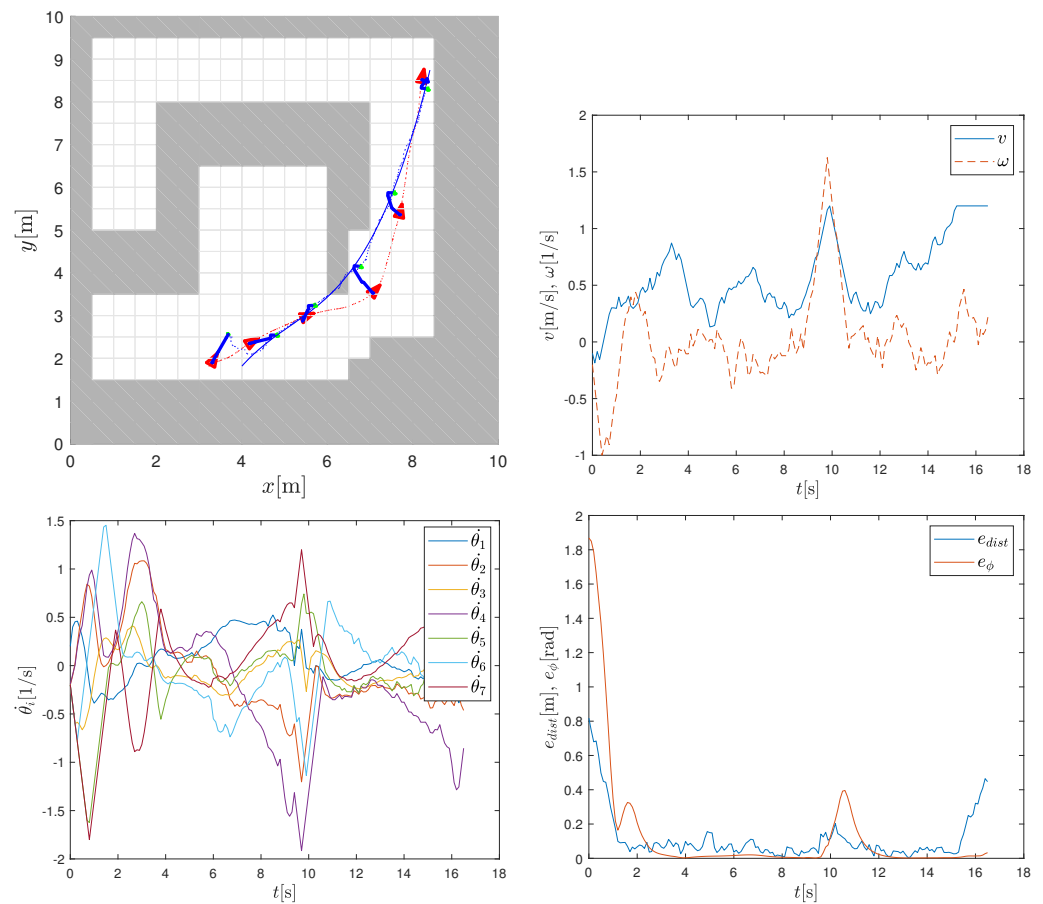 10
9
8
7
6
5
4
3
2
1
0
y[m]
0 2 4 6 8 10
x[m]
2
1.5
1
0.5
0
-0.5
-1
v[m/s], ω[1/s]
v
ω
0 2 4 6 8 10 12 14 16 18
t[s]
1.5
1
0.5
0
-0.5
-1
-1.5
-2
θ̇ᵢ[1/s]
θ̇₁
θ̇₂
θ̇₃
θ̇₄
θ̇₅
θ̇₆
θ̇₇
0 2 4 6 8 10 12 14 16 18
t[s]
2
1.8
1.6
1.4
1.2
1
0.8
0.6
0.4
0.2
0
e_dist[m], e_ϕ[rad]
e_dist
e_ϕ
0 2 4 6 8 10 12 14 16 18
t[s]